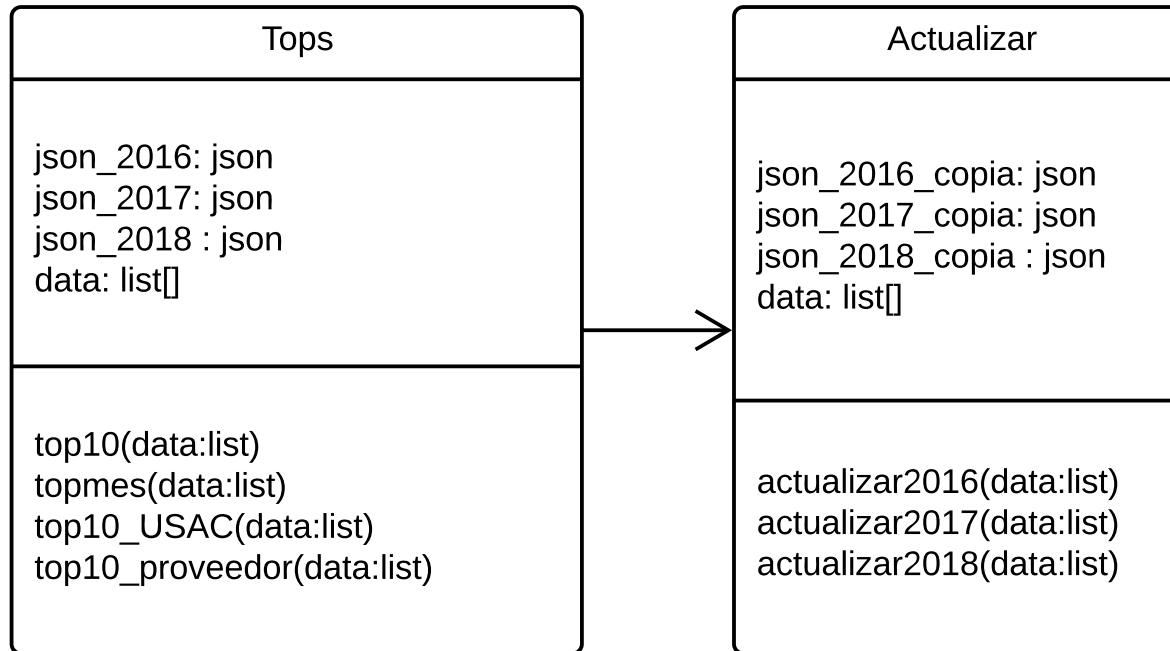 Tops
json_2016: json
json_2017: json
json_2018 : json
data: list[]
top10(data:list)
topmes(data:list)
top10_USAC(data:list)
top10_proveedor(data:list)
Actualizar
json_2016_copia: json
json_2017_copia: json
json_2018_copia : json
data: list[]
actualizar2016(data:list)
actualizar2017(data:list)
actualizar2018(data:list)